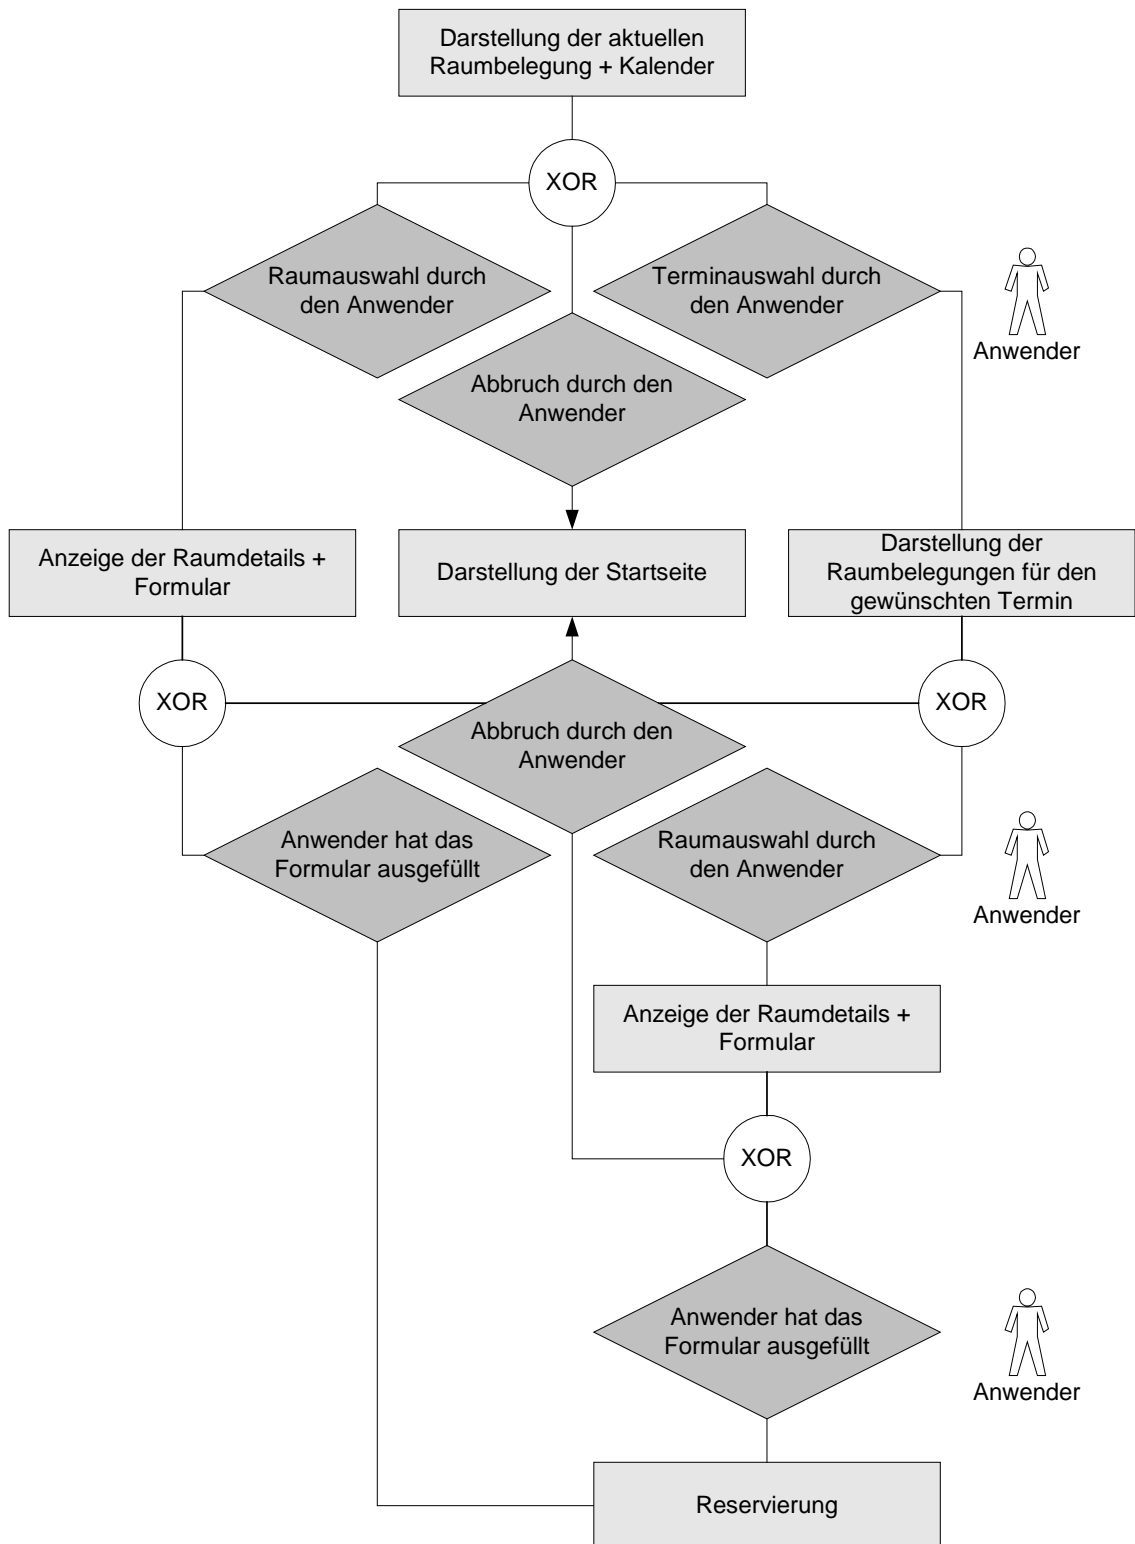 Darstellung der aktuellen
Raumbelegung + Kalender
XOR
Raumauswahl durch
den Anwender
Terminauswahl durch
den Anwender
Anwender
Abbruch durch den
Anwender
Anzeige der Raumdetails +
Formular
Darstellung der Startseite
Darstellung der
Raumbelegungen für den
gewünschten Termin
XOR
XOR
Abbruch durch den
Anwender
Anwender hat das
Formular ausgefüllt
Raumauswahl durch
den Anwender
Anwender
Anzeige der Raumdetails +
Formular
XOR
Anwender hat das
Formular ausgefüllt
Anwender
Reservierung